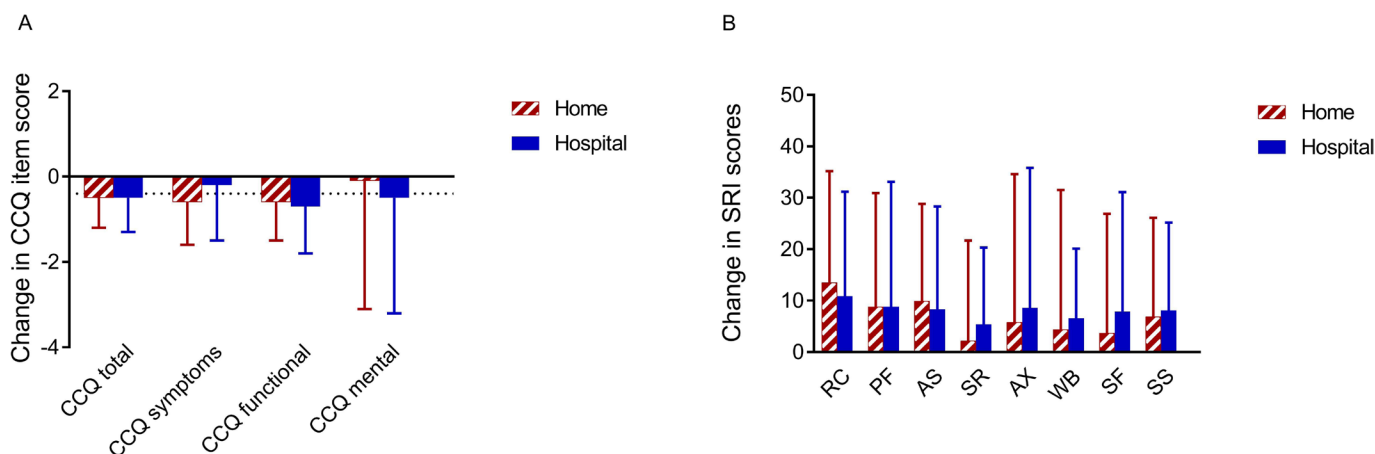 A
Change in CCQ item score
2
0
-2
-4
CCQ total
CCQ symptoms
CCQ functional
CCQ mental
Home
Hospital
B
Change in SRI scores
50
40
30
20
10
0
RC
PF
AS
SR
AX
WB
SF
SS
Home
Hospital